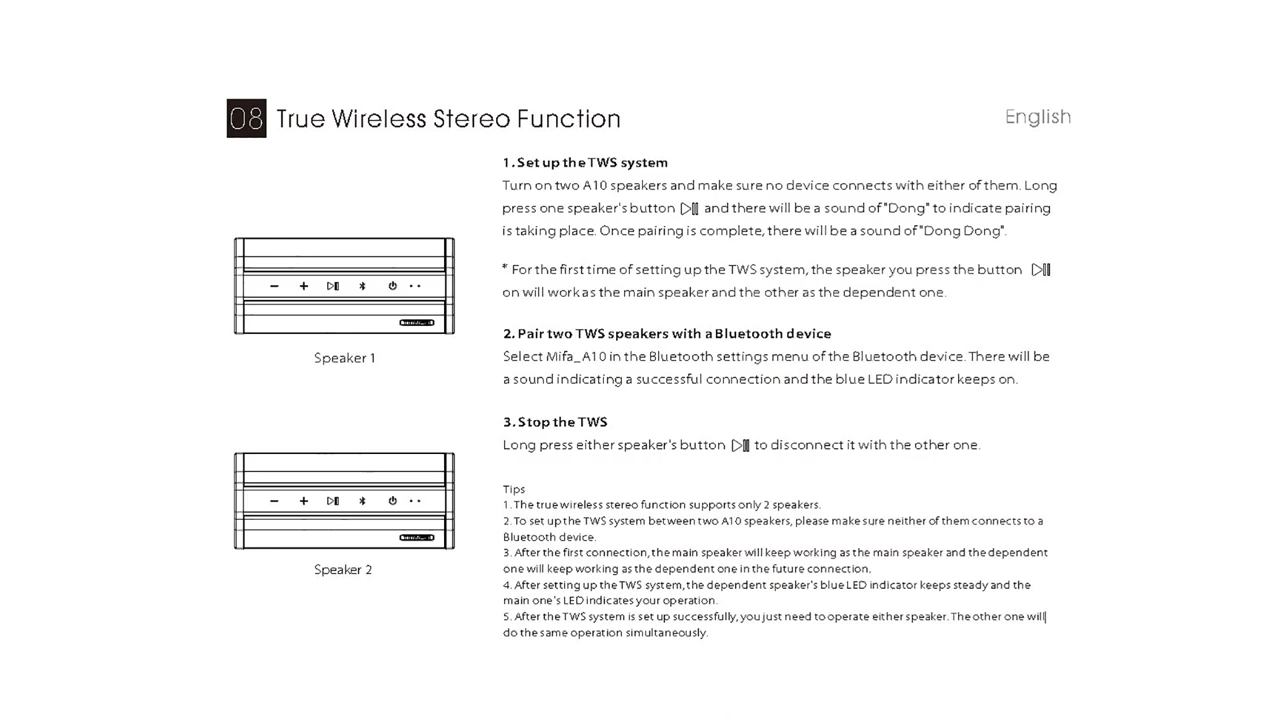 08 True Wireless Stereo Function
English
1. Set up the TWS system
Turn on two A10 speakers and make sure no device connects with either of them. Long
press one speaker's button and there will be a sound of "Dong" to indicate pairing
is taking place. Once pairing is complete, there will be a sound of "Dong Dong".
* For the first time of setting up the TWS system, the speaker you press the button
on will work as the main speaker and the other as the dependent one.
Speaker 1
2. Pair two TWS speakers with a Bluetooth device
Select Mifa_A10 in the Bluetooth settings menu of the Bluetooth device. There will be
a sound indicating a successful connection and the blue LED indicator keeps on.
3. Stop the TWS
Long press either speaker's button to disconnect it with the other one.
Speaker 2
Tips
1. The true wireless stereo function supports only 2 speakers.
2. To set up the TWS system between two A10 speakers, please make sure neither of them connects to a
Bluetooth device.
3. After the first connection, the main speaker will keep working as the main speaker and the dependent
one will keep working as the dependent one in the future connection.
4. After setting up the TWS system, the dependent speaker's blue LED indicator keeps steady and the
main one's LED indicates your operation.
5. After the TWS system is set up successfully, you just need to operate either speaker. The other one will
do the same operation simultaneously.